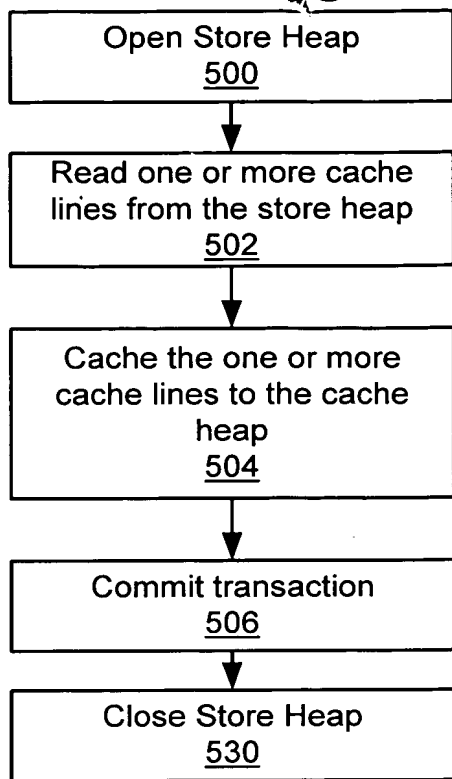 Open Store Heap
500
Read one or more cache
lines from the store heap
502
Cache the one or more
cache lines to the cache
heap
504
Commit transaction
506
Close Store Heap
530